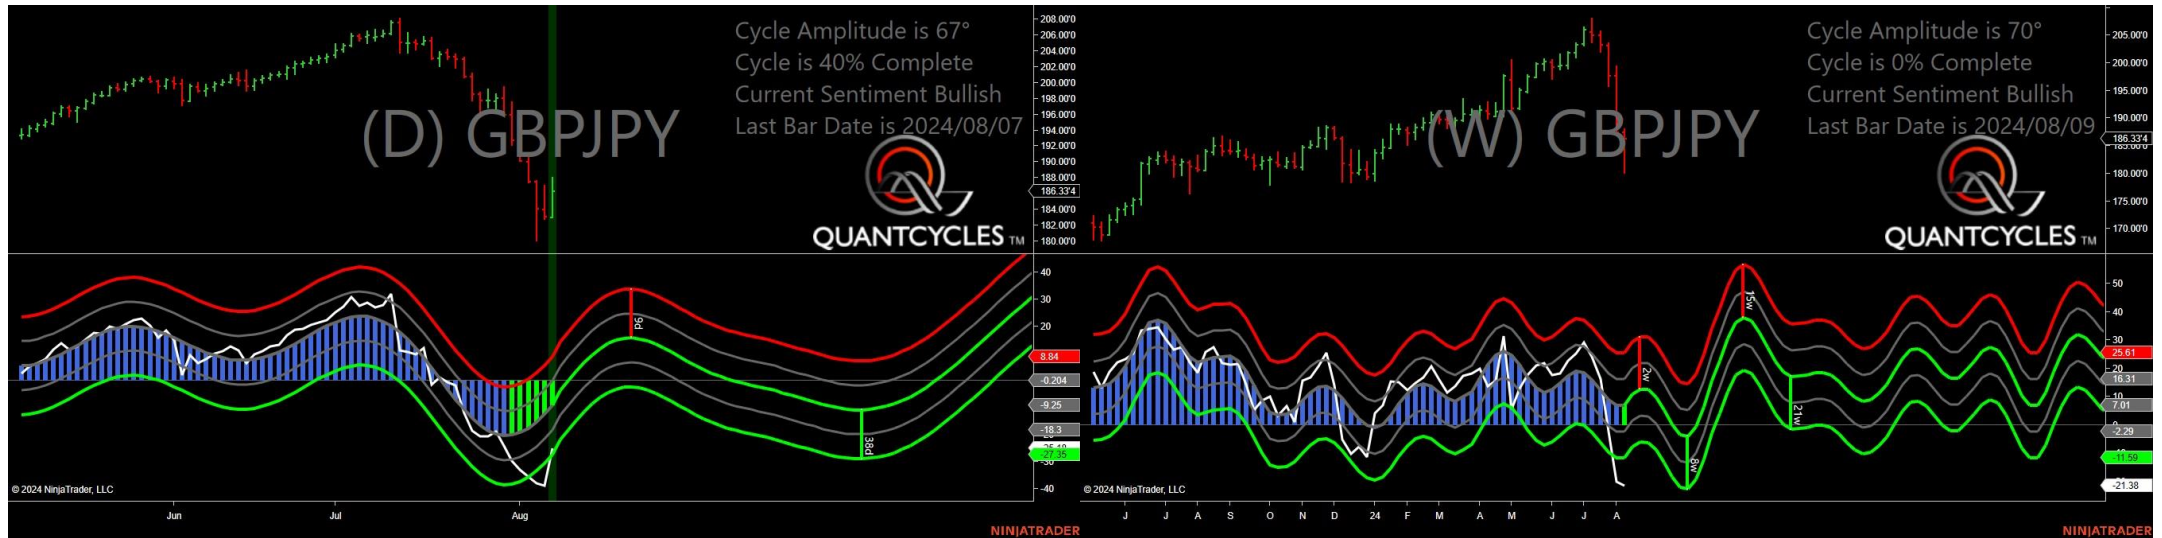 Cycle Amplitude is 67°
Cycle is 40% Complete
Current Sentiment Bullish
Last Bar Date is 2024/08/07
(D) GBPJPY
QUANTCYCLES TM
208.00'0
206.00'0
204.00'0
202.00'0
200.00'0
198.00'0
196.00'0
194.00'0
192.00'0
190.00'0
188.00'0
186.33'4
184.00'0
182.00'0
180.00'0
40
30
20
8.84
-0.204
-9.25
-18.3
-27.35
-30
-40
9d
38d
© 2024 NinjaTrader, LLC
Jun
Jul
Aug
NINJATRADER
Cycle Amplitude is 70°
Cycle is 0% Complete
Current Sentiment Bullish
Last Bar Date is 2024/08/09
(W) GBPJPY
QUANTCYCLES TM
205.00'0
200.00'0
195.00'0
190.00'0
186.33'4
185.00'0
180.00'0
175.00'0
170.00'0
50
40
30
25.61
20
16.31
7.01
-2.29
-11.59
-21.38
2w
8w
15w
21w
© 2024 NinjaTrader, LLC
J J A S O N D 24 F M A M J J A
NINJATRADER